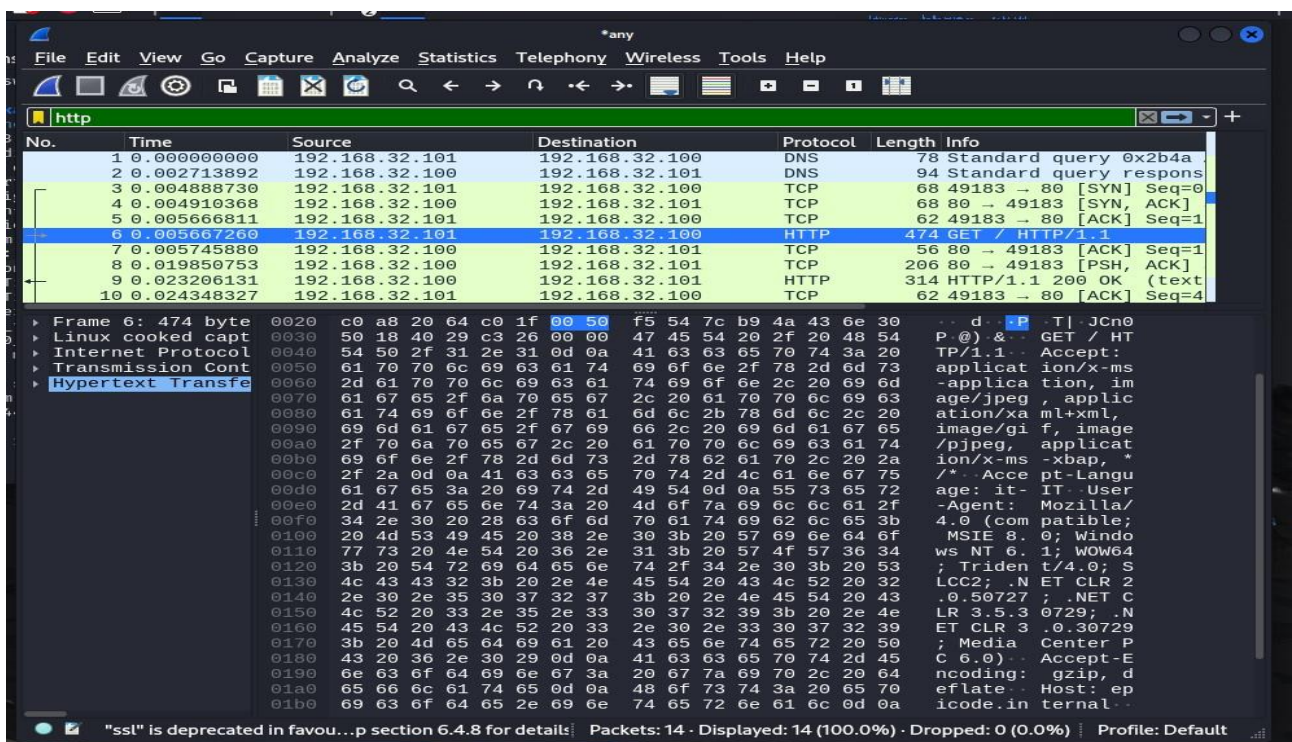 *any
File Edit View Go Capture Analyze Statistics Telephony Wireless Tools Help
http
No. Time Source Destination Protocol Length Info
1 0.000000000 192.168.32.101 192.168.32.100 DNS 78 Standard query 0x2b4a
2 0.002713892 192.168.32.100 192.168.32.101 DNS 94 Standard query respons
3 0.004888730 192.168.32.101 192.168.32.100 TCP 68 49183 → 80 [SYN] Seq=0
4 0.004910368 192.168.32.100 192.168.32.101 TCP 68 80 → 49183 [SYN, ACK]
5 0.005666811 192.168.32.101 192.168.32.100 TCP 62 49183 → 80 [ACK] Seq=1
6 0.005667260 192.168.32.101 192.168.32.100 HTTP 474 GET / HTTP/1.1
7 0.005745880 192.168.32.100 192.168.32.101 TCP 56 80 → 49183 [ACK] Seq=1
8 0.019850753 192.168.32.100 192.168.32.101 TCP 206 80 → 49183 [PSH, ACK]
9 0.023206131 192.168.32.100 192.168.32.101 HTTP 314 HTTP/1.1 200 OK (text
10 0.024348327 192.168.32.101 192.168.32.100 TCP 62 49183 → 80 [ACK] Seq=4
Frame 6: 474 byte
Linux cooked capt
Internet Protocol
Transmission Cont
Hypertext Transfe
0020 c0 a8 20 64 c0 1f 00 50 f5 54 7c b9 4a 43 6e 30 ·· d···P ·T|·JCn0
0030 50 18 40 29 c3 26 00 00 47 45 54 20 2f 20 48 54 P·@)·&·· GET / HT
0040 54 50 2f 31 2e 31 0d 0a 41 63 63 65 70 74 3a 20 TP/1.1·· Accept:
0050 61 70 70 6c 69 63 61 74 69 6f 6e 2f 78 2d 6d 73 applicat ion/x-ms
0060 2d 61 70 70 6c 69 63 61 74 69 6f 6e 2c 20 69 6d -applica tion, im
0070 61 67 65 2f 6a 70 65 67 2c 20 61 70 70 6c 69 63 age/jpeg , applic
0080 61 74 69 6f 6e 2f 78 61 6d 6c 2b 78 6d 6c 2c 20 ation/xa ml+xml,
0090 69 6d 61 67 65 2f 67 69 66 2c 20 69 6d 61 67 65 image/gi f, image
00a0 2f 70 6a 70 65 67 2c 20 61 70 70 6c 69 63 61 74 /pjpeg, applicat
00b0 69 6f 6e 2f 78 2d 6d 73 2d 78 62 61 70 2c 20 2a ion/x-ms -xbap, *
00c0 2f 2a 0d 0a 41 63 63 65 70 74 2d 4c 61 6e 67 75 /*··Acce pt-Langu
00d0 61 67 65 3a 20 69 74 2d 49 54 0d 0a 55 73 65 72 age: it- IT··User
00e0 2d 41 67 65 6e 74 3a 20 4d 6f 7a 69 6c 6c 61 2f -Agent: Mozilla/
00f0 34 2e 30 20 28 63 6f 6d 70 61 74 69 62 6c 65 3b 4.0 (com patible;
0100 20 4d 53 49 45 20 38 2e 30 3b 20 57 69 6e 64 6f MSIE 8. 0; Windo
0110 77 73 20 4e 54 20 36 2e 31 3b 20 57 4f 57 36 34 ws NT 6. 1; WOW64
0120 3b 20 54 72 69 64 65 6e 74 2f 34 2e 30 3b 20 53 ; Triden t/4.0; S
0130 4c 43 43 32 3b 20 2e 4e 45 54 20 43 4c 52 20 32 LCC2; .N ET CLR 2
0140 2e 30 2e 35 30 37 32 37 3b 20 2e 4e 45 54 20 43 .0.50727 ; .NET C
0150 4c 52 20 33 2e 35 2e 33 30 37 32 39 3b 20 2e 4e LR 3.5.3 0729; .N
0160 45 54 20 43 4c 52 20 33 2e 30 2e 33 30 37 32 39 ET CLR 3 .0.30729
0170 3b 20 4d 65 64 69 61 20 43 65 6e 74 65 72 20 50 ; Media Center P
0180 43 20 36 2e 30 29 0d 0a 41 63 63 65 70 74 2d 45 C 6.0)·· Accept-E
0190 6e 63 6f 64 69 6e 67 3a 20 67 7a 69 70 2c 20 64 ncoding: gzip, d
01a0 65 66 6c 61 74 65 0d 0a 48 6f 73 74 3a 20 65 70 eflate·· Host: ep
01b0 69 63 6f 64 65 2e 69 6e 74 65 72 6e 61 6c 0d 0a icode.in ternal··
"ssl" is deprecated in favou…p section 6.4.8 for details Packets: 14 · Displayed: 14 (100.0%) · Dropped: 0 (0.0%) Profile: Default